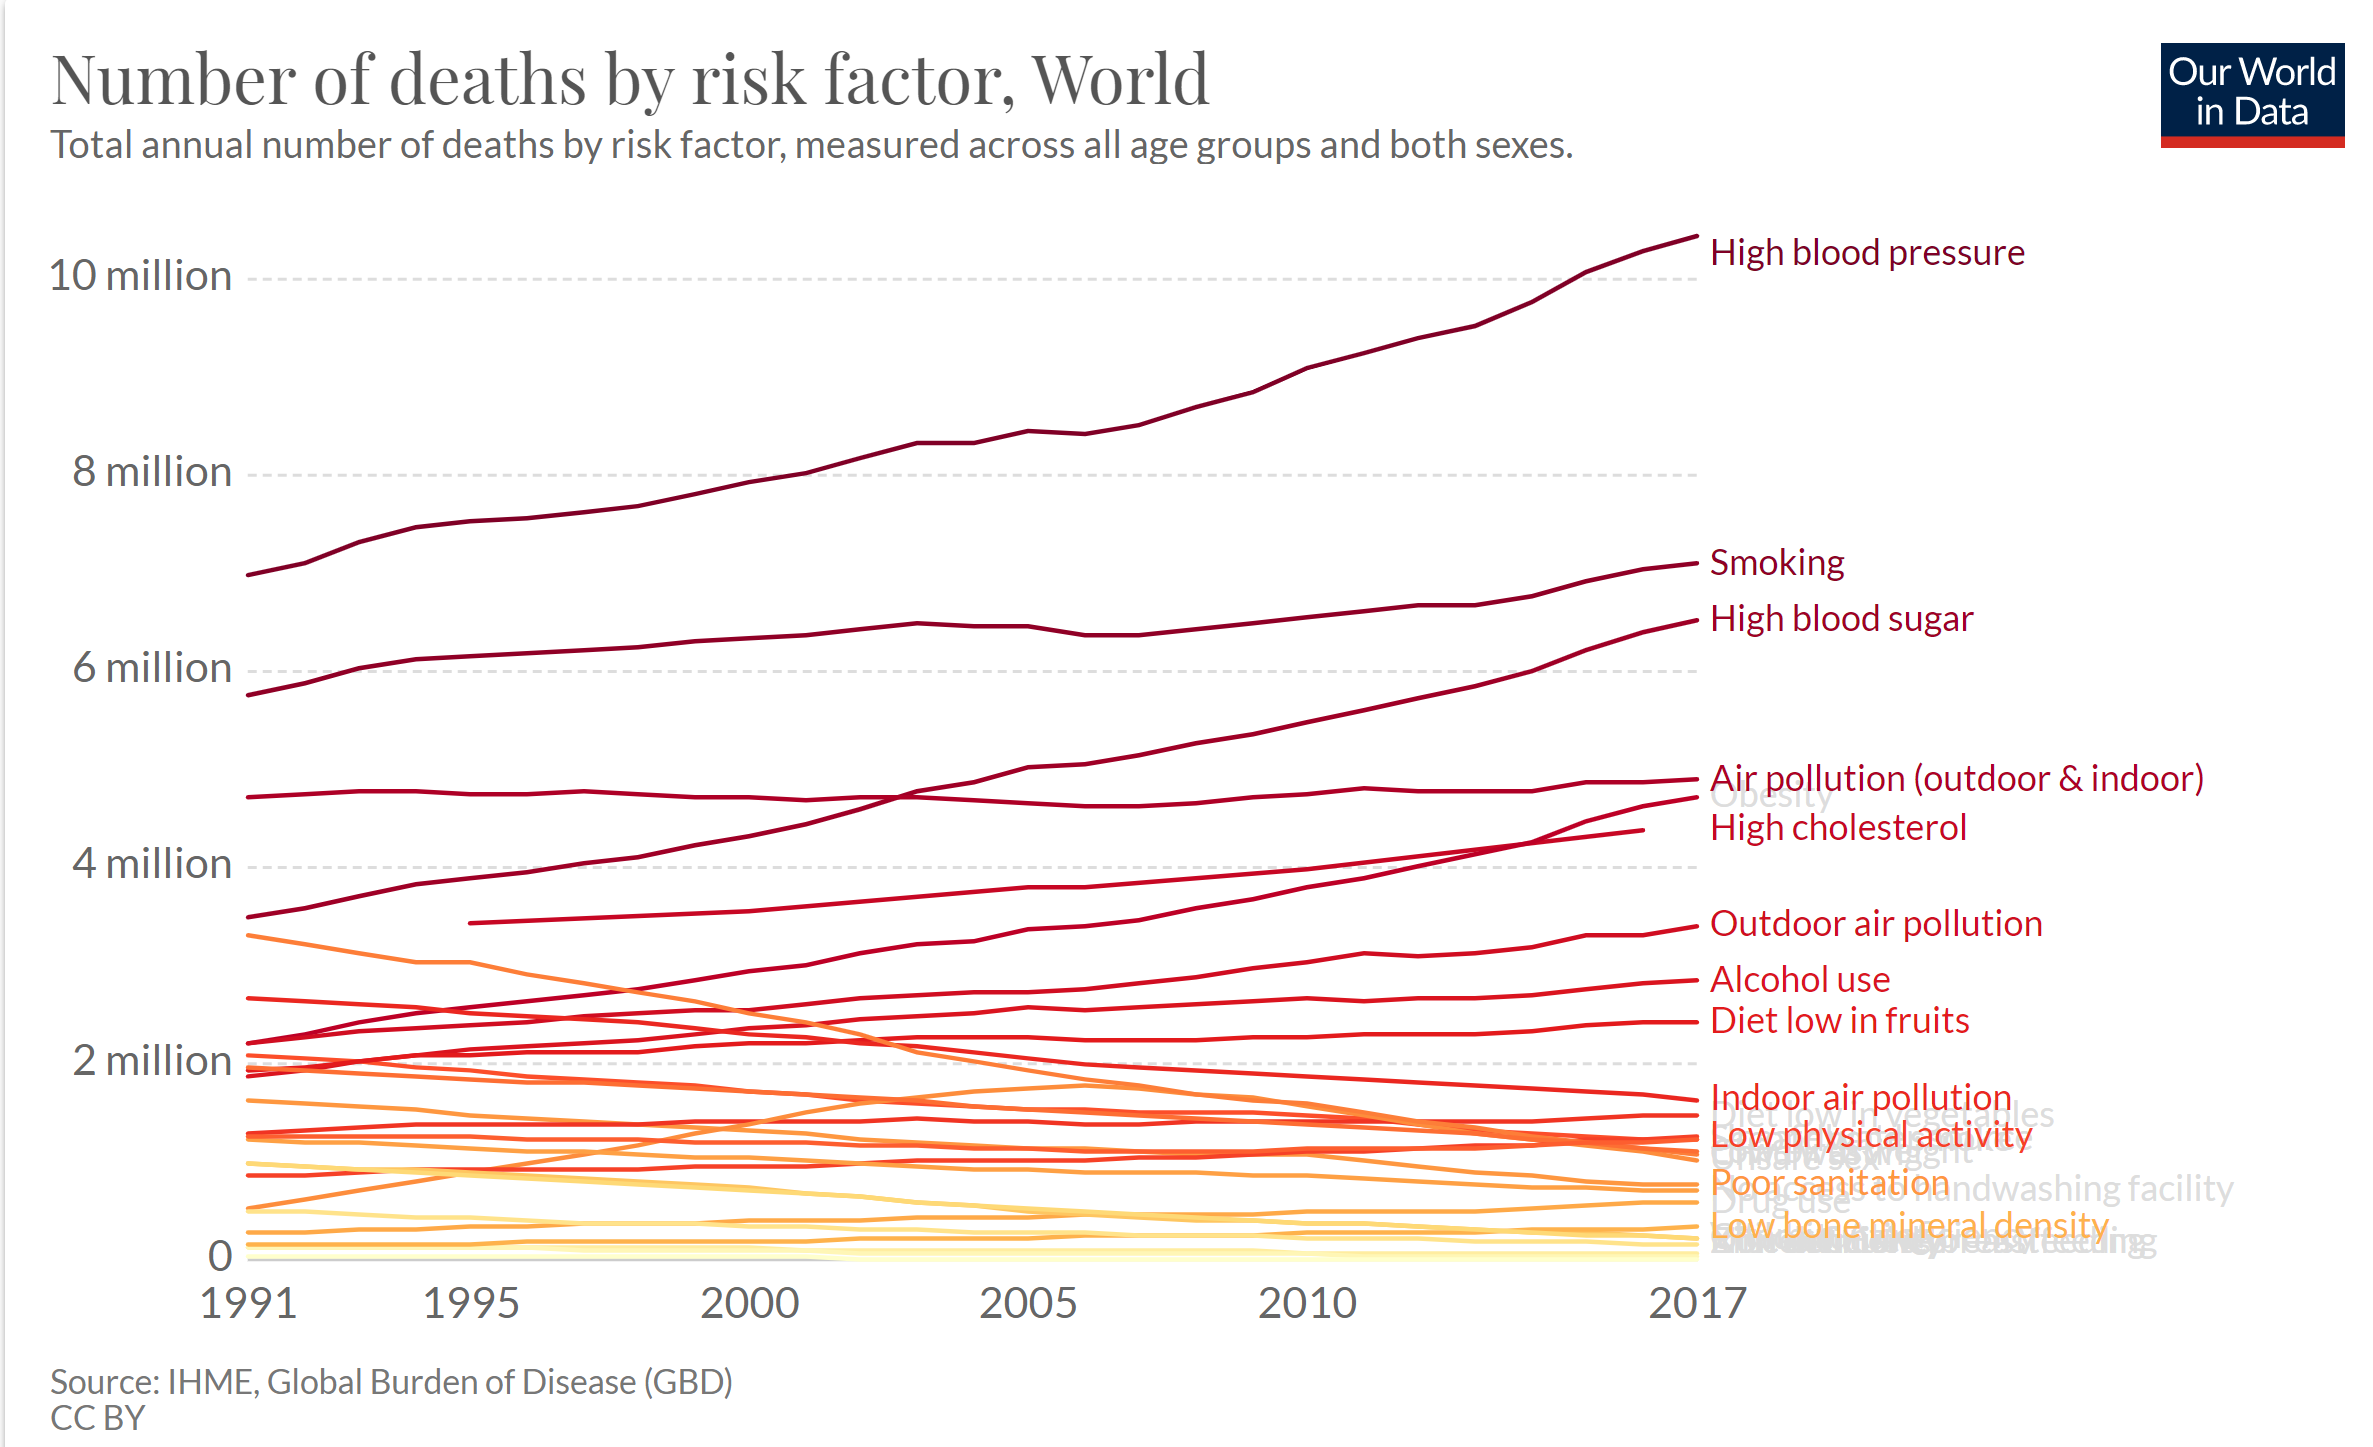 Number of deaths by risk factor, World
Total annual number of deaths by risk factor, measured across all age groups and both sexes.
Our World
in Data
10 million
8 million
6 million
4 million
2 million
0
High blood pressure
Smoking
High blood sugar
Air pollution (outdoor & indoor)
Obesity
High cholesterol
Outdoor air pollution
Alcohol use
Diet low in fruits
Indoor air pollution
Diet low in vegetables
Low physical activity
Unsafe sex
Poor sanitation
handwashing facility
Drug use
Low bone mineral density
1991
1995
2000
2005
2010
2017
Source: IHME, Global Burden of Disease (GBD)
CC BY